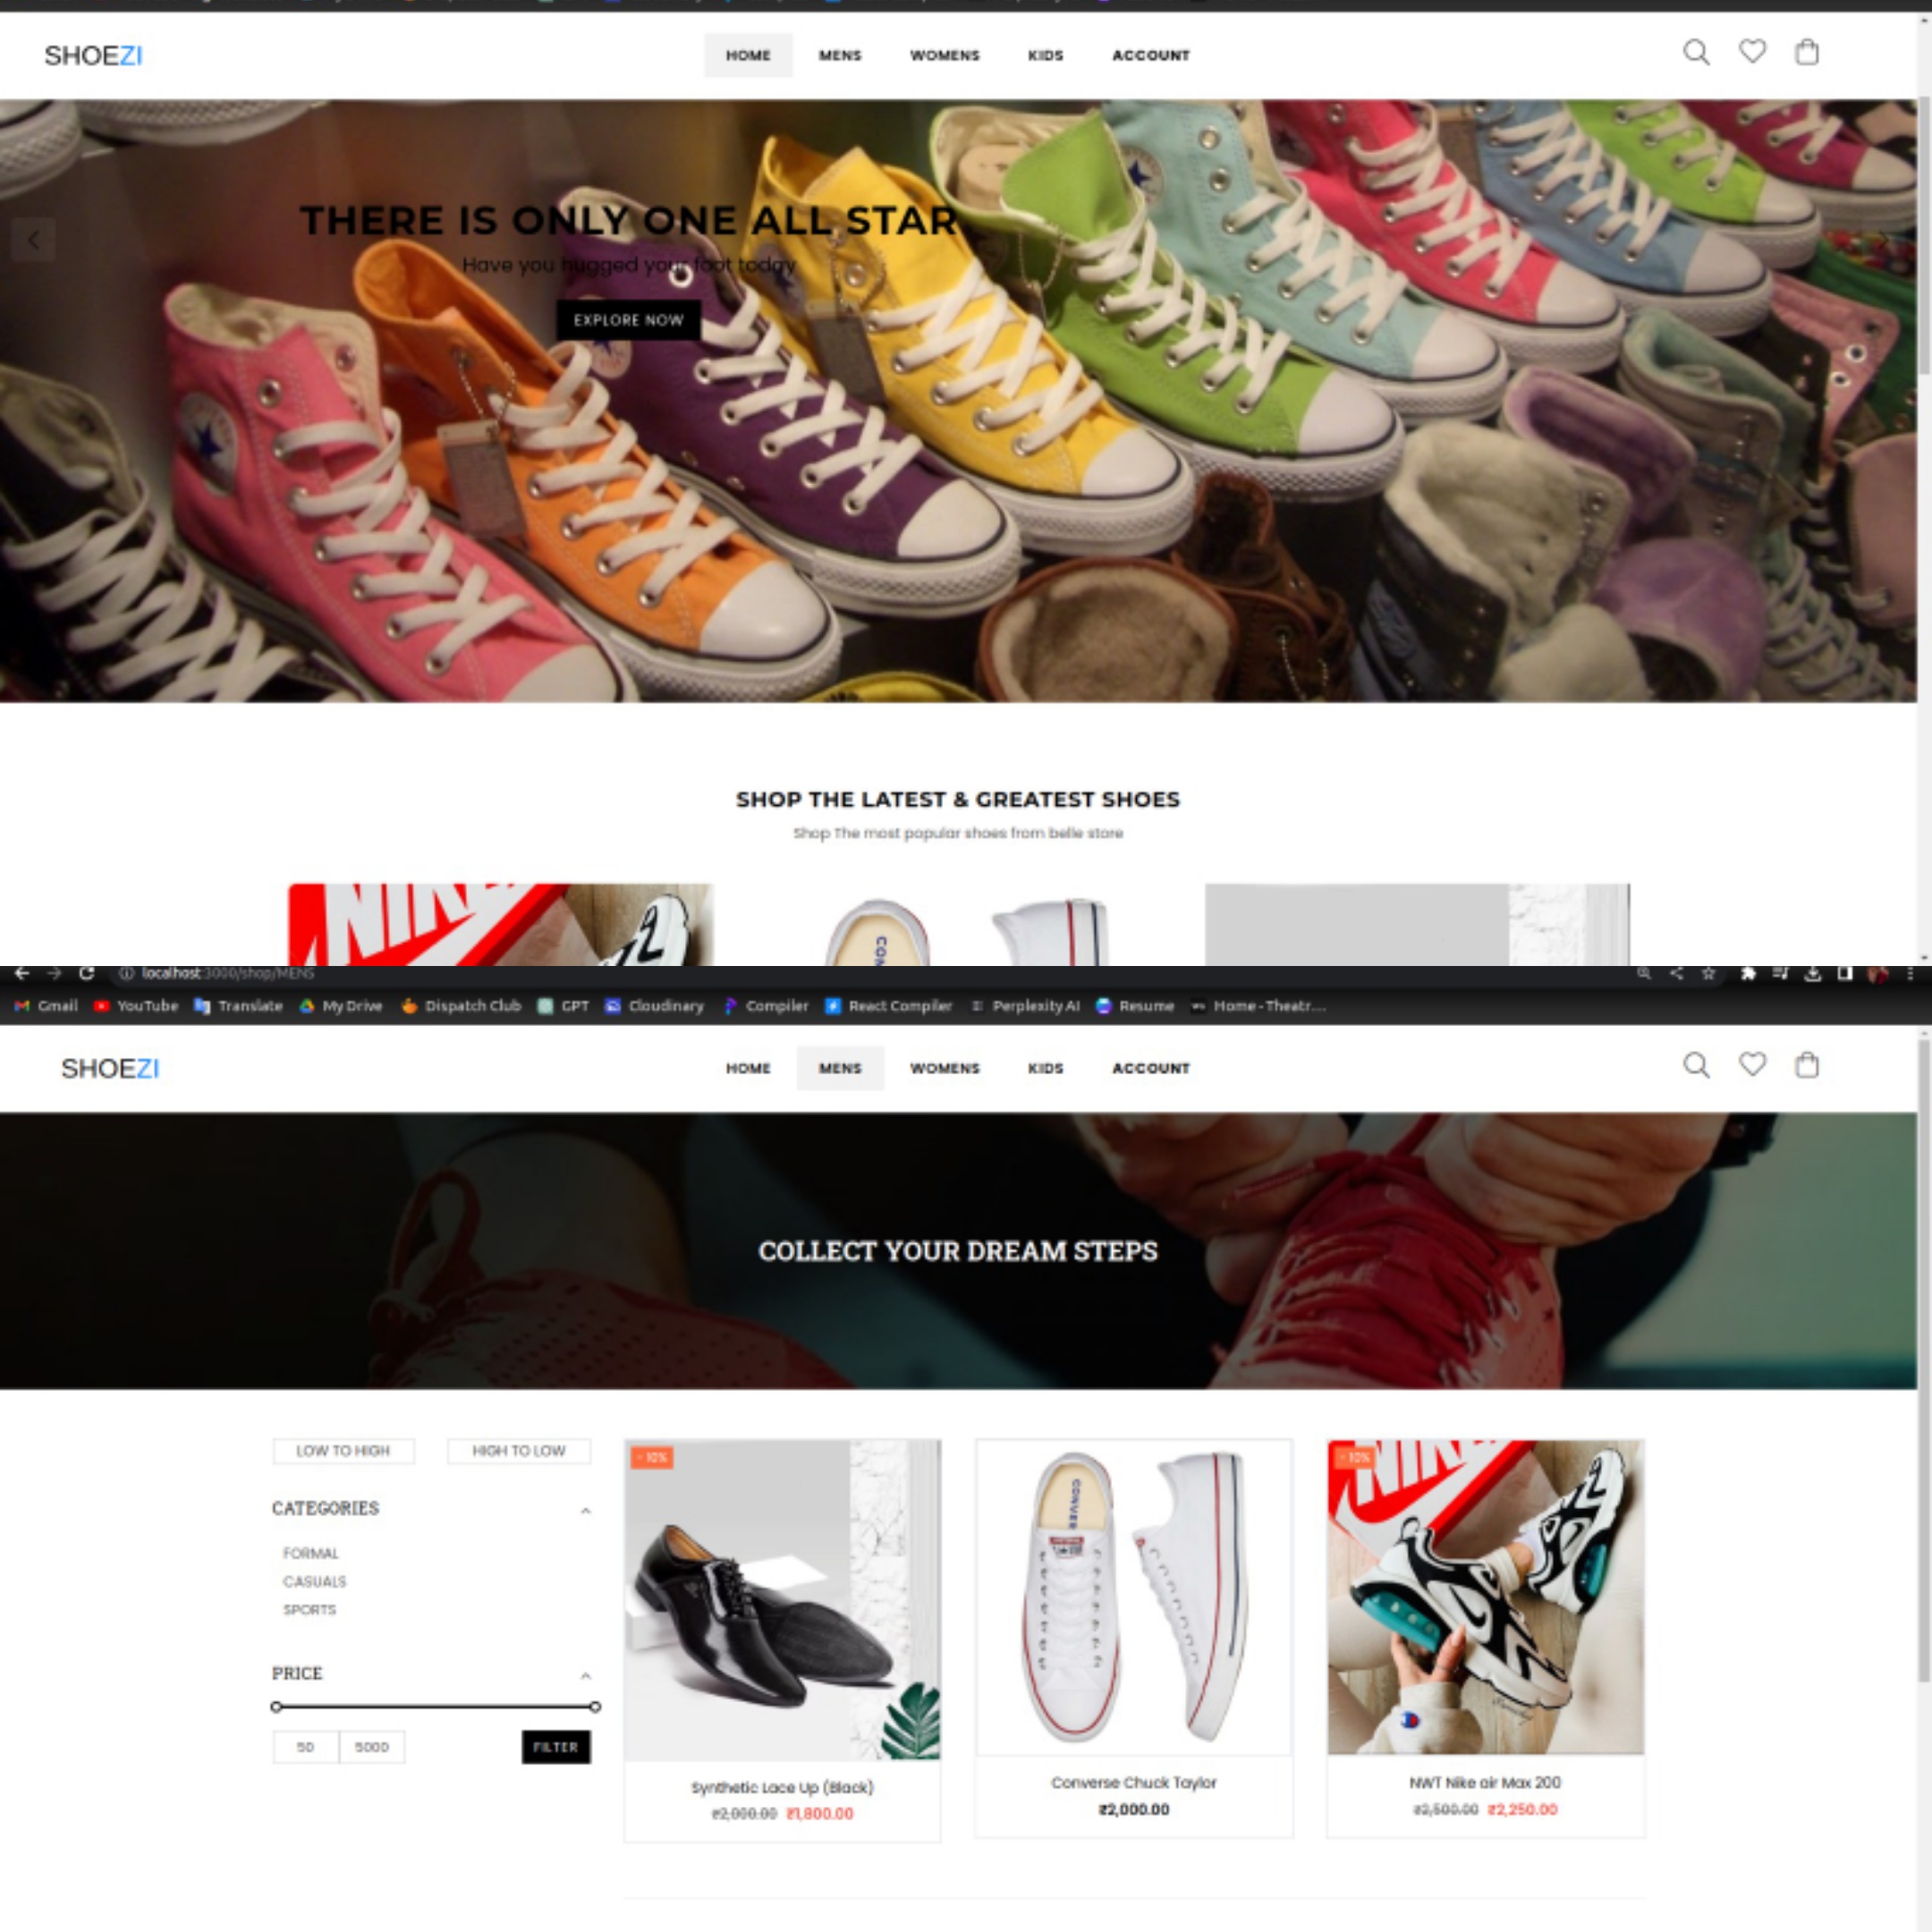 SHOEZI
HOME MENS WOMENS KIDS ACCOUNT
THERE IS ONLY ONE ALL STAR
Have you hugged your foot today
EXPLORE NOW
SHOP THE LATEST & GREATEST SHOES
Shop The most popular shoes from belle store
NIKE
CON
localhost:3000/shop/MENS
Gmail YouTube Translate My Drive Dispatch Club GPT Cloudinary Compiler React Compiler Perplexity AI Resume Home - Theatr....
SHOEZI
HOME MENS WOMENS KIDS ACCOUNT
COLLECT YOUR DREAM STEPS
LOW TO HIGH HIGH TO LOW
CATEGORIES
FORMAL
CASUALS
SPORTS
PRICE
50 5000 FILTER
- 10%
Synthetic Lace Up (Black)
₹2,000.00 ₹1,800.00
CONVER
Converse Chuck Taylor
₹2,000.00
- 10%
NIKE
NWT Nike air Max 200
₹2,500.00 ₹2,250.00